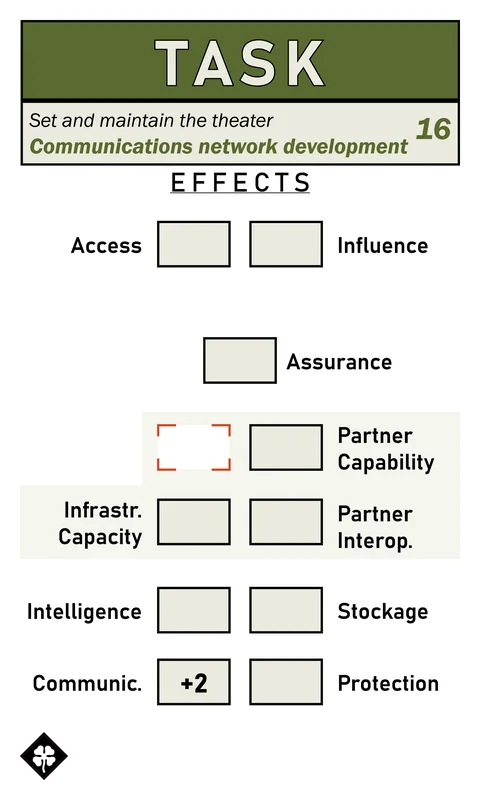 TASK
Set and maintain the theater
Communications network development 16
EFFECTS
Access Influence
Assurance
Partner
Capability
Infrastr. Partner
Capacity Interop.
Intelligence Stockage
Communic. +2 Protection